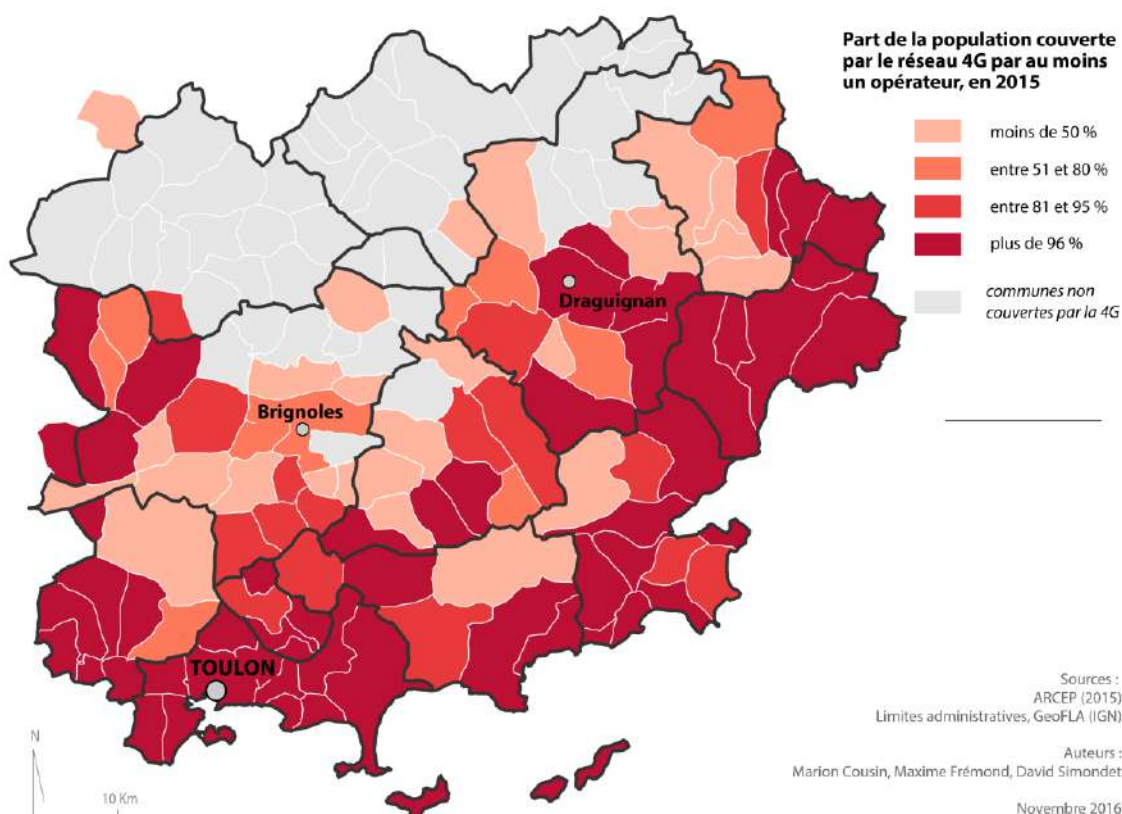 Part de la population couverte
par le réseau 4G par au moins
un opérateur, en 2015
moins de 50 %
entre 51 et 80 %
entre 81 et 95 %
plus de 96 %
communes non
couvertes par la 4G
Draguignan
Brignoles
TOULON
N
10 Km
Sources :
ARCEP (2015)
Limites administratives, GeoFLA (IGN)
Auteurs :
Marion Cousin, Maxime Frémond, David Simondet
Novembre 2016